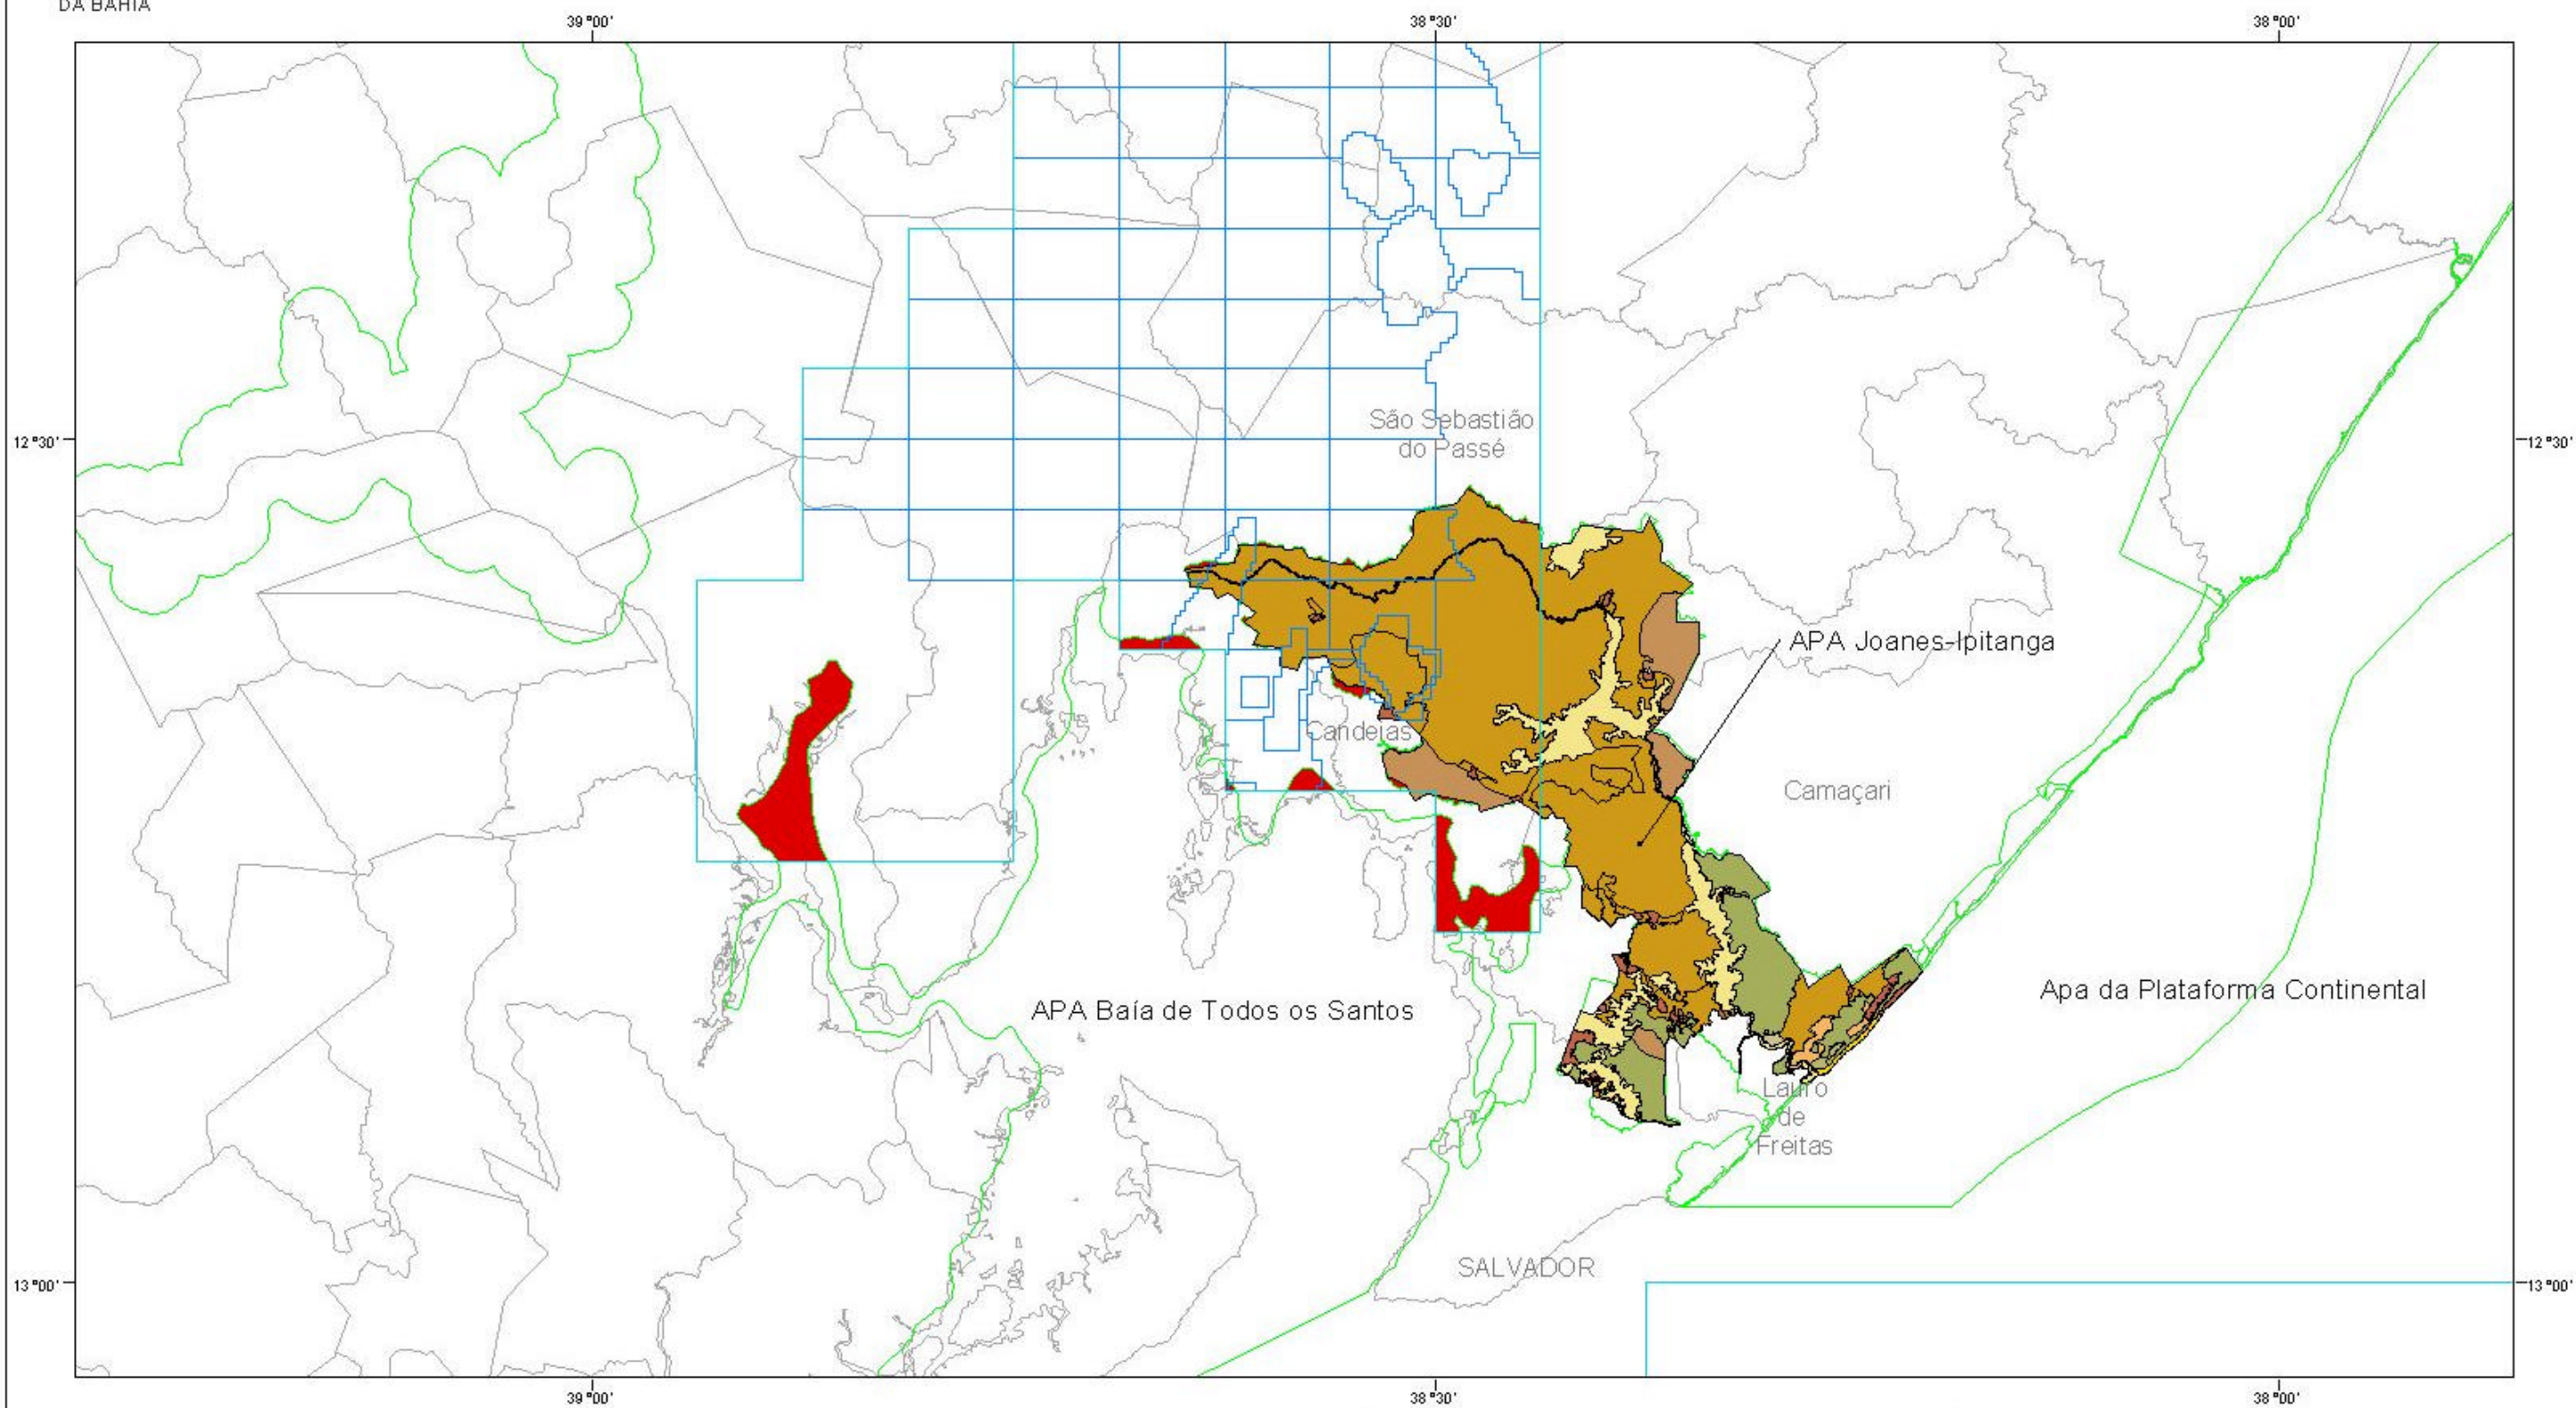 DA BAHIA
39°00'
38°30'
38°00'
12°30'
12°30'
São Sebastião
do Passé
APA Joanes-Ipitanga
Candeias
Camaçari
APA Baía de Todos os Santos
Apa da Plataforma Continental
Lauro
de
Freitas
SALVADOR
13°00'
13°00'
39°00'
38°30'
38°00'